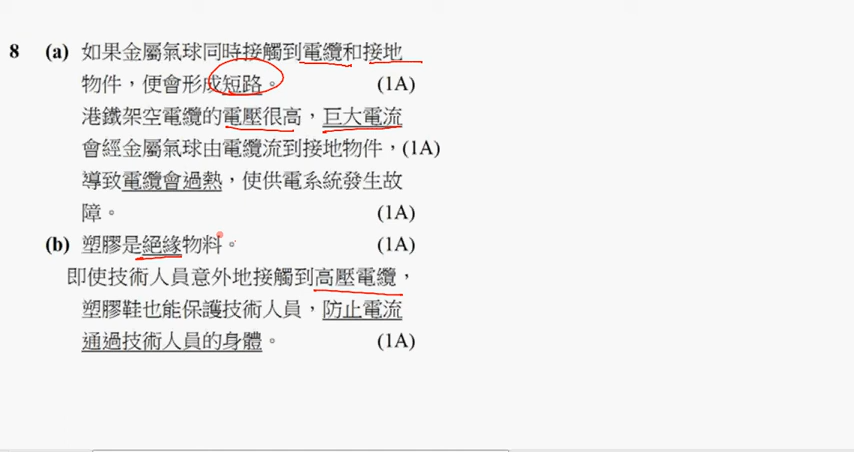 8 (a) 如果金屬氣球同時接觸到電纜和接地
物件，便會形成短路。 (1A)
港鐵架空電纜的電壓很高，巨大電流
會經金屬氣球由電纜流到接地物件，(1A)
導致電纜會過熱，使供電系統發生故
障。 (1A)
(b) 塑膠是絕緣物料。 (1A)
即使技術人員意外地接觸到高壓電纜，
塑膠鞋也能保護技術人員，防止電流
通過技術人員的身體。 (1A)